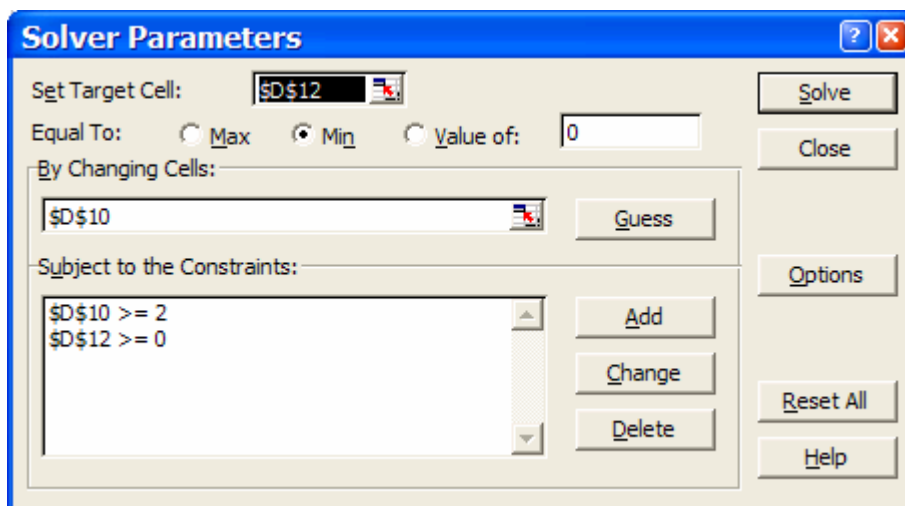 Solver Parameters
?
Set Target Cell: $D$12 Solve
Equal To: Max Min Value of: 0 Close
By Changing Cells:
$D$10 Guess
Subject to the Constraints: Options
$D$10 >= 2 Add
$D$12 >= 0
Change
Reset All
Delete
Help